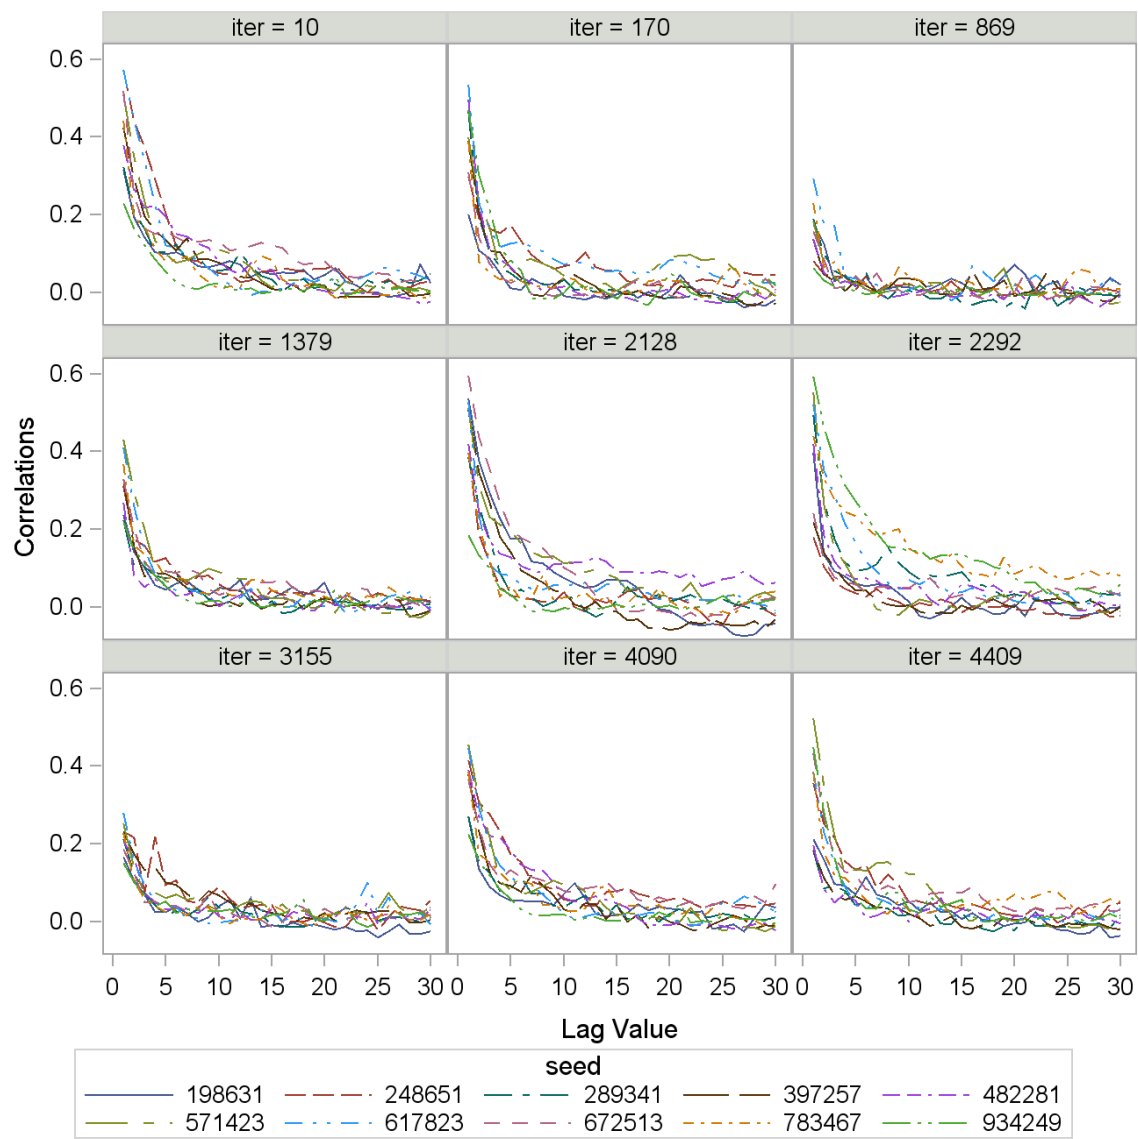 iter = 10 iter = 170 iter = 869
0.6
0.4
0.2
0.0
iter = 1379 iter = 2128 iter = 2292
0.6
0.4
0.2
0.0
Correlations
iter = 3155 iter = 4090 iter = 4409
0.6
0.4
0.2
0.0
0 5 10 15 20 25 30 0 5 10 15 20 25 30 0 5 10 15 20 25 30
Lag Value
seed
198631 248651 289341 397257 482281
571423 617823 672513 783467 934249